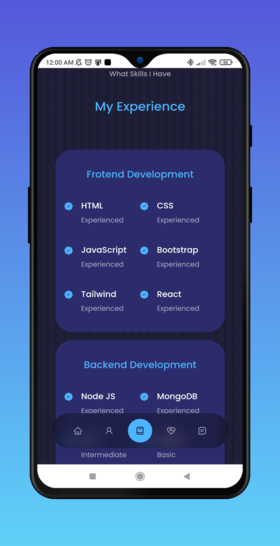 12:00 AM
What Skills I Have
My Experience
Frotend Development
HTML CSS
Experienced Experienced
JavaScript Bootstrap
Experienced Experienced
Tailwind React
Experienced Experienced
Backend Development
Node JS MongoDB
Experienced Experienced
Intermediate Basic